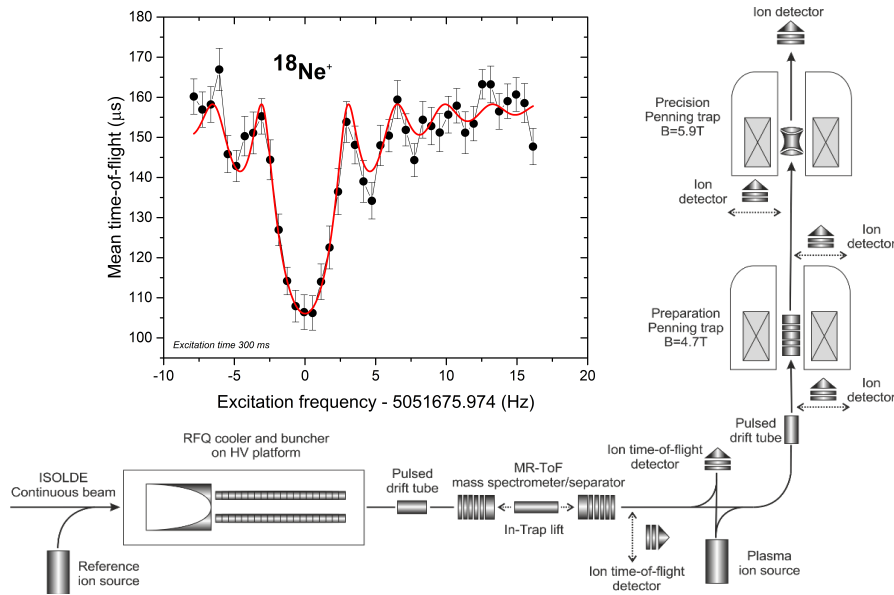 18Ne+
Mean time-of-flight (µs)
170
160
150
140
130
120
110
100
Excitation time 300 ms
-10
-5
0
5
10
15
20
Excitation frequency - 5051675.974 (Hz)
Ion detector
Precision
Penning trap
B=5.9T
Ion
detector
Ion
detector
Preparation
Penning trap
B=4.7T
Ion
detector
Pulsed
drift tube
RFQ cooler and buncher
on HV platform
ISOLDE
Continuous beam
Reference
ion source
Pulsed
drift tube
MR-ToF
mass spectrometer/separator
In-Trap lift
Ion time-of-flight
detector
Ion time-of-flight
detector
Plasma
ion source